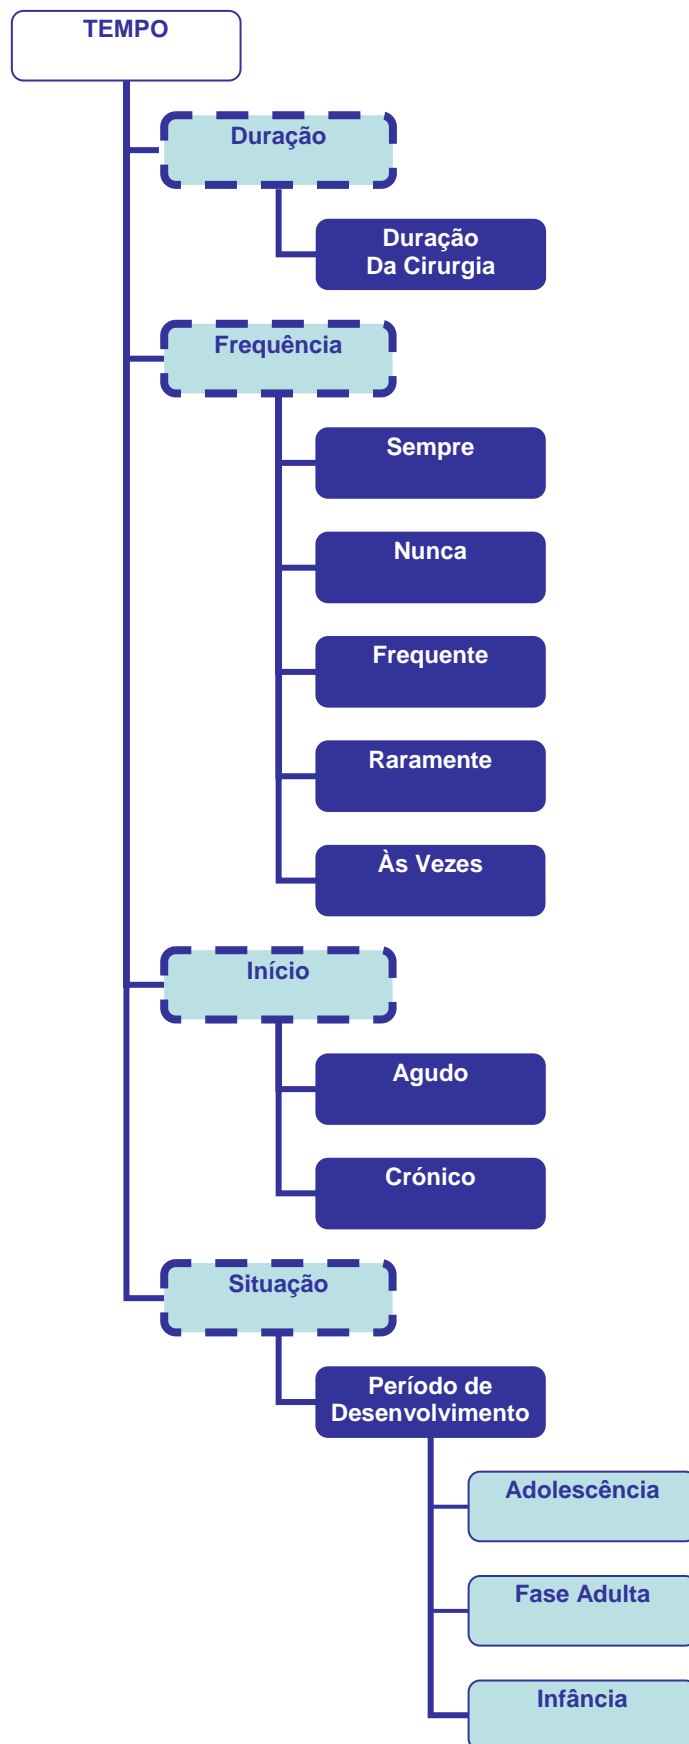 TEMPO
Duração
Duração
Da Cirurgia
Frequência
Sempre
Nunca
Frequente
Raramente
Às Vezes
Início
Agudo
Crónico
Situação
Período de
Desenvolvimento
Adolescência
Fase Adulta
Infância